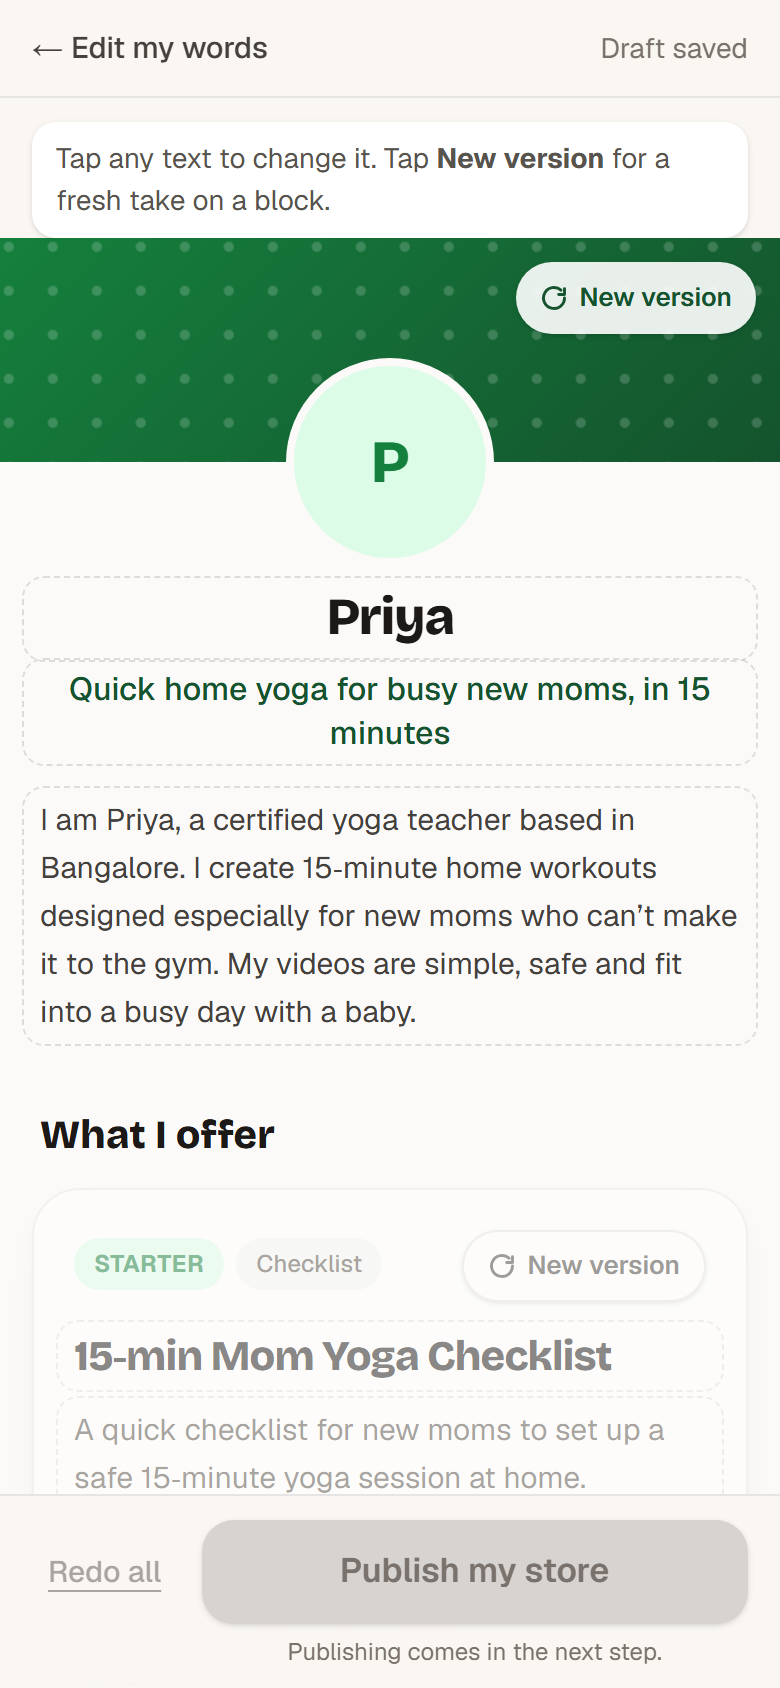 ← Edit my words
Draft saved
Tap any text to change it. Tap New version for a
fresh take on a block.
New version
P
Priya
Quick home yoga for busy new moms, in 15
minutes
I am Priya, a certified yoga teacher based in
Bangalore. I create 15-minute home workouts
designed especially for new moms who can’t make
it to the gym. My videos are simple, safe and fit
into a busy day with a baby.
What I offer
STARTER
Checklist
New version
15-min Mom Yoga Checklist
A quick checklist for new moms to set up a
safe 15-minute yoga session at home.
Redo all
Publish my store
Publishing comes in the next step.